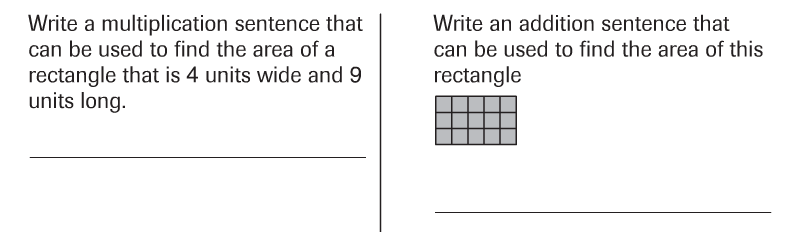 Write a multiplication sentence that
can be used to find the area of a
rectangle that is 4 units wide and 9
units long.
Write an addition sentence that
can be used to find the area of this
rectangle